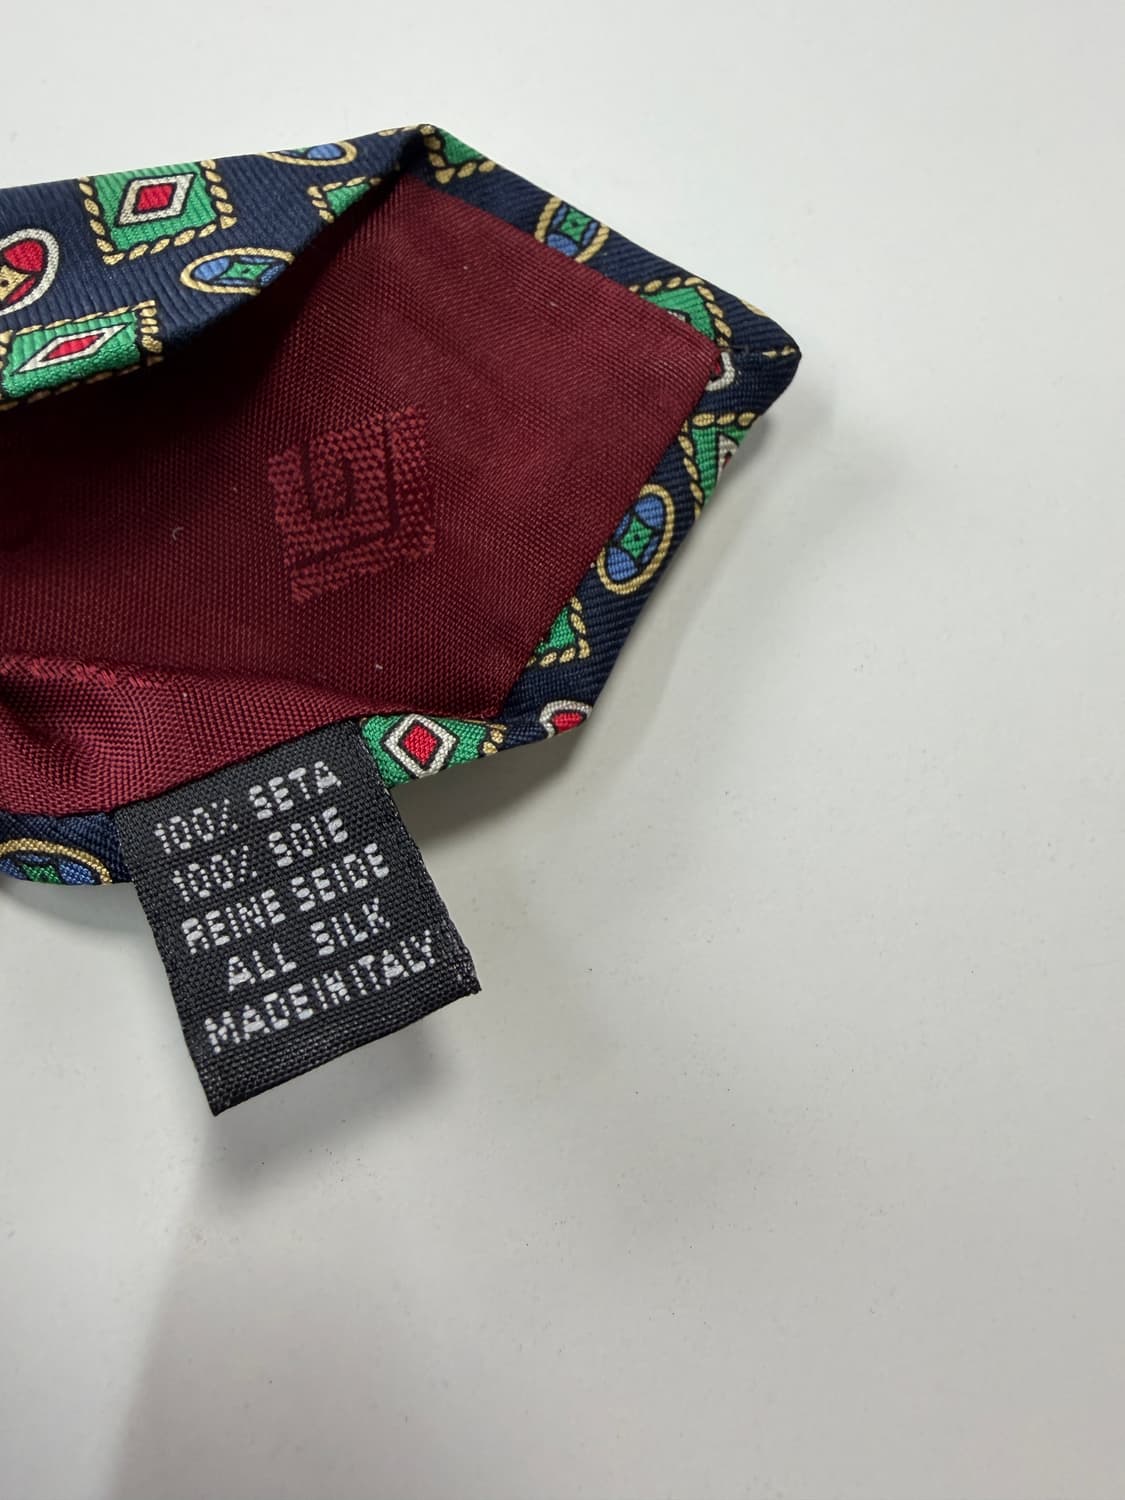 100% SETA
100% SOIE
REINE SEIDE
ALL SILK
MADE IN ITALY